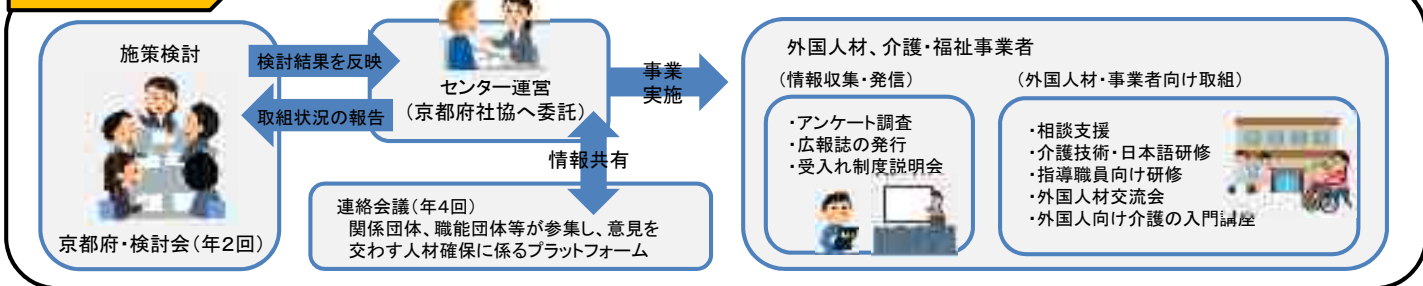 施策検討
京都府・検討会(年2回)
検討結果を反映
取組状況の報告
センター運営
(京都府社協へ委託)
情報共有
連絡会議(年4回)
関係団体、職能団体等が参集し、意見を
交わす人材確保に係るプラットフォーム
事業
実施
外国人材、介護・福祉事業者
(情報収集・発信)
・アンケート調査
・広報誌の発行
・受入れ制度説明会
(外国人材・事業者向け取組)
・相談支援
・介護技術・日本語研修
・指導職員向け研修
・外国人材交流会
・外国人向け介護の入門講座